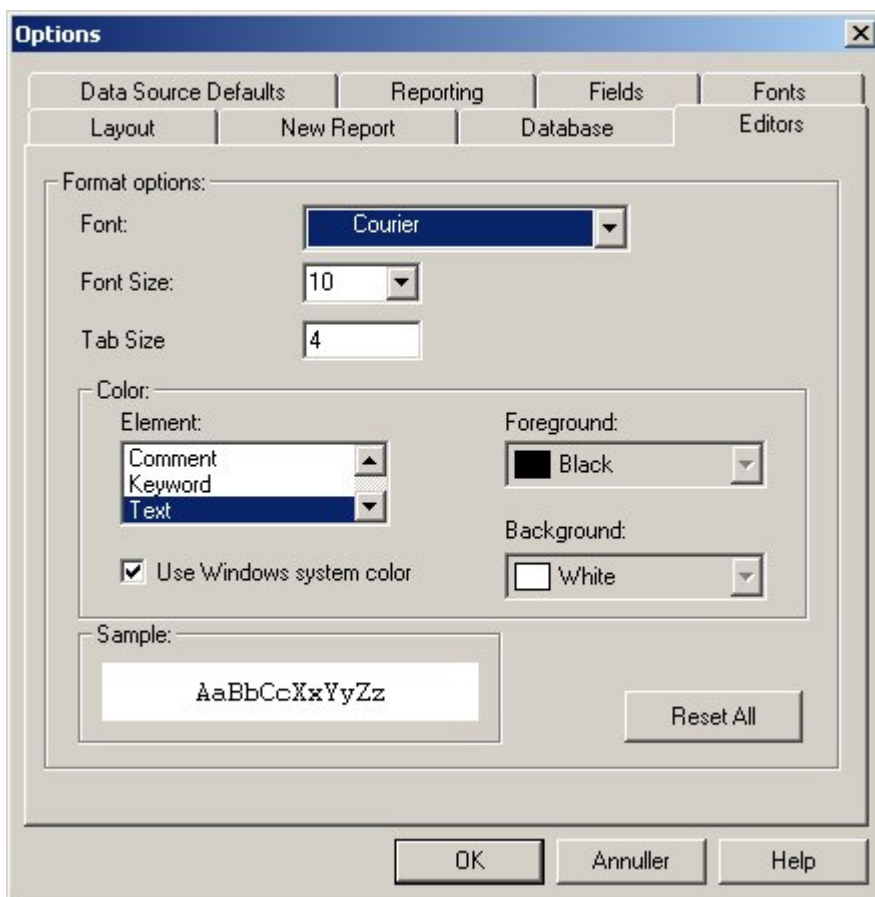 Options
Data Source Defaults Reporting Fields Fonts
Layout New Report Database Editors
Format options:
Font: Courier
Font Size: 10
Tab Size 4
Color:
Element:
Comment
Keyword
Text
Use Windows system color
Foreground:
Black
Background:
White
Sample:
AaBbCcXxYyZz
Reset All
OK Annuller Help